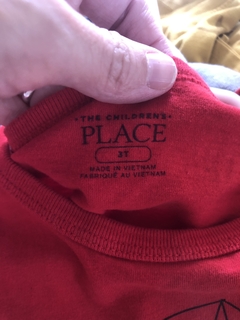 · THE CHILDREN'S ·
PLACE
3T
MADE IN VIETNAM
FABRIQUÉ AU VIETNAM